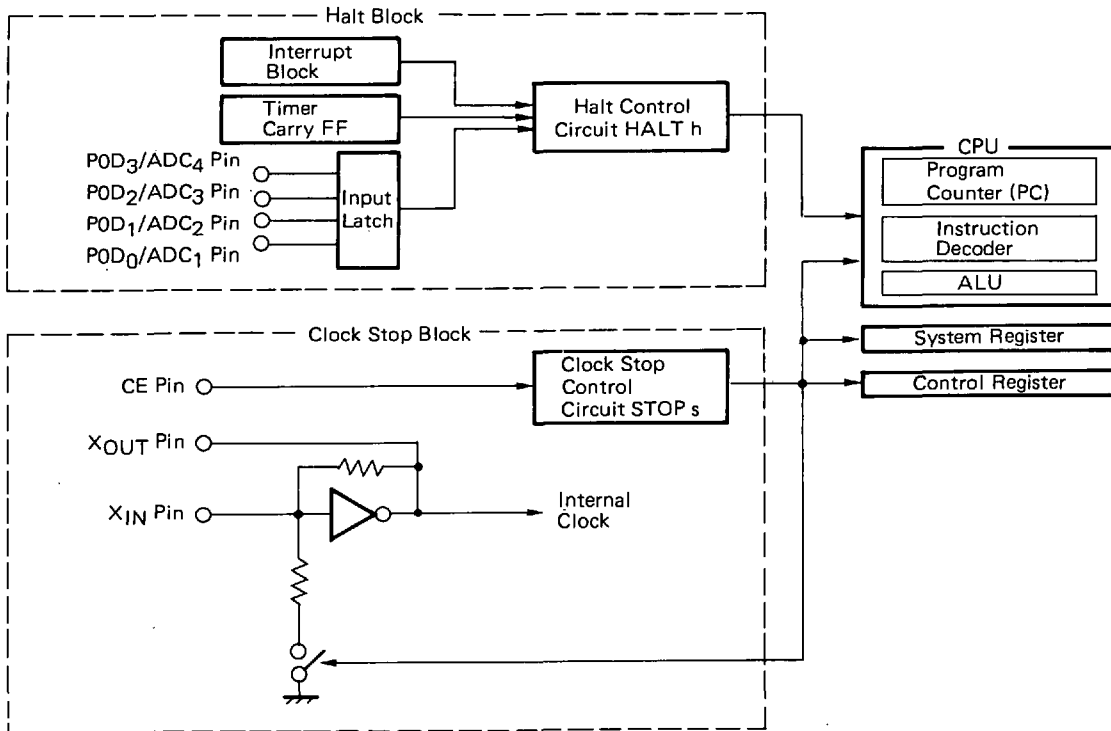 Halt Block
Interrupt
Block
Timer
Carry FF
P0D3/ADC4 Pin
P0D2/ADC3 Pin
P0D1/ADC2 Pin
P0D0/ADC1 Pin
Input
Latch
Halt Control
Circuit HALT h
CPU
Program
Counter (PC)
Instruction
Decoder
ALU
System Register
Control Register
Clock Stop Block
CE Pin
Clock Stop
Control
Circuit STOP s
XOUT Pin
XIN Pin
Internal
Clock